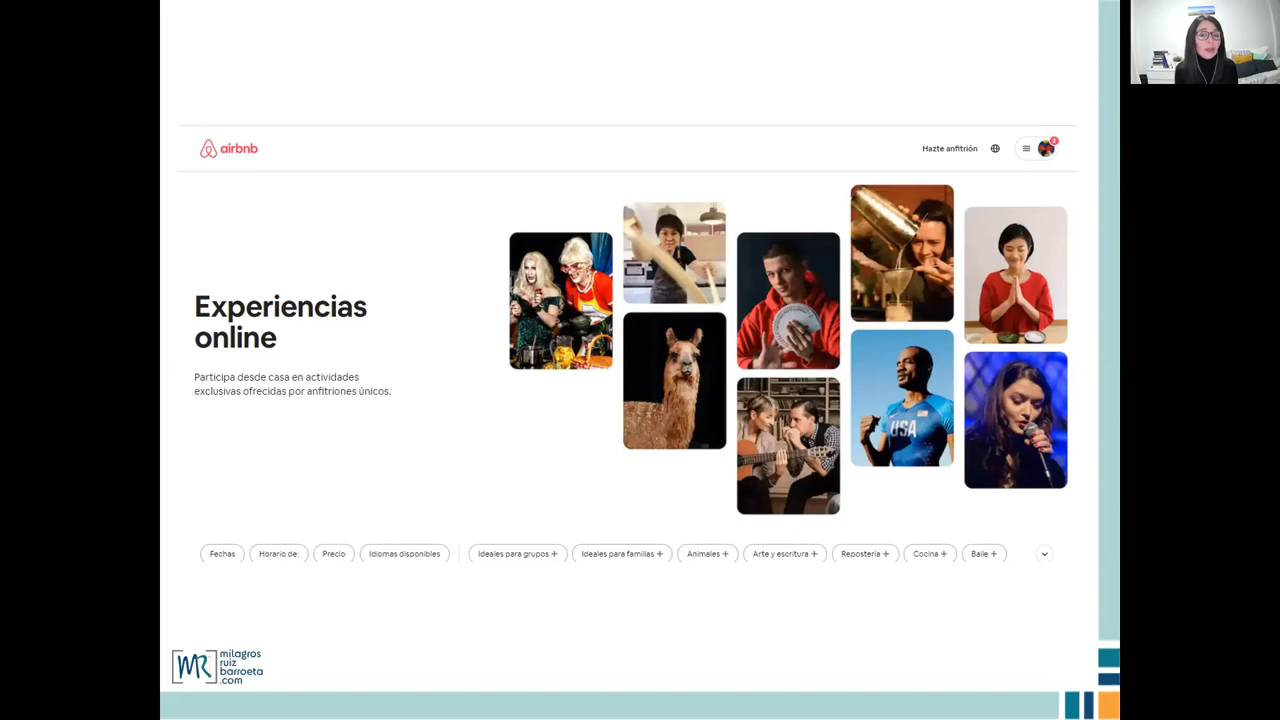 airbnb
Hazte anfitrión
2
Experiencias
online
Participa desde casa en actividades
exclusivas ofrecidas por anfitriones únicos.
USA
Fechas
Horario de:
Precio
Idiomas disponibles
Ideales para grupos +
Ideales para familias +
Animales +
Arte y escritura +
Repostería +
Cocina +
Baile +
MR
milagros
ruiz
barroeta
.com